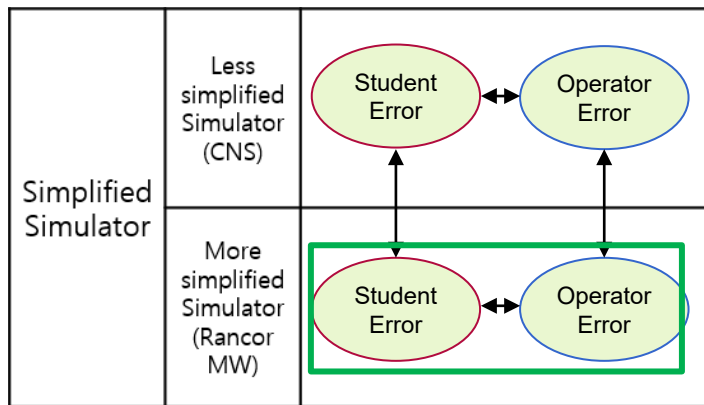 Simplified
Simulator
Less
simplified
Simulator
(CNS)
Student
Error
Operator
Error
More
simplified
Simulator
(Rancor
MW)
Student
Error
Operator
Error